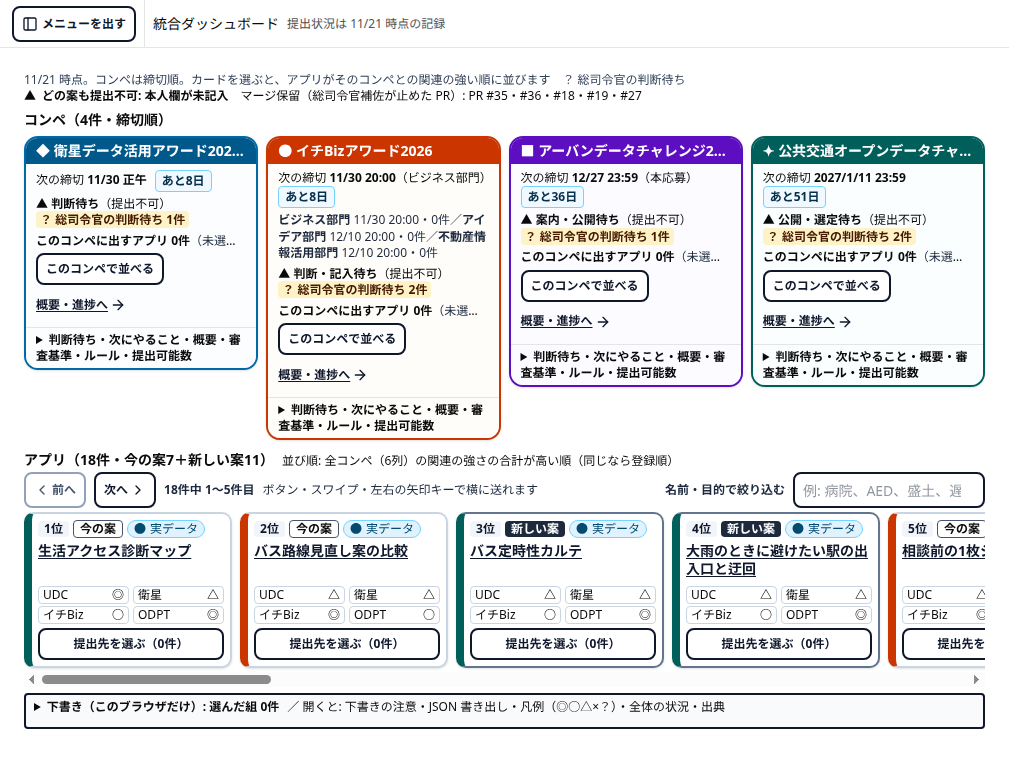 メニューを出す 統合ダッシュボード 提出状況は 11/21 時点の記録
11/21 時点。コンペは締切順。カードを選ぶと、アプリがそのコンペとの関連の強い順に並びます ？ 総司令官の判断待ち
▲ どの案も提出不可: 本人欄が未記入 マージ保留（総司令官補佐が止めた PR）: PR #35・#36・#18・#19・#27
コンペ（4件・締切順）
◆ 衛星データ活用アワード202…
次の締切 11/30 正午 あと8日
▲ 判断待ち（提出不可）
？ 総司令官の判断待ち 1件
このコンペに出すアプリ 0件（未選…
このコンペで並べる
概要・進捗へ →
▶ 判断待ち・次にやること・概要・審
査基準・ルール・提出可能数
● イチBizアワード2026
次の締切 11/30 20:00（ビジネス部門）
あと8日
ビジネス部門 11/30 20:00・0件／アイ
デア部門 12/10 20:00・0件／不動産情
報活用部門 12/10 20:00・0件
▲ 判断・記入待ち（提出不可）
？ 総司令官の判断待ち 2件
このコンペに出すアプリ 0件（未選…
このコンペで並べる
概要・進捗へ →
▶ 判断待ち・次にやること・概要・審
査基準・ルール・提出可能数
■ アーバンデータチャレンジ2…
次の締切 12/27 23:59（本応募）
あと36日
▲ 案内・公開待ち（提出不可）
？ 総司令官の判断待ち 1件
このコンペに出すアプリ 0件（未選…
このコンペで並べる
概要・進捗へ →
▶ 判断待ち・次にやること・概要・審
査基準・ルール・提出可能数
✦ 公共交通オープンデータチャ…
次の締切 2027/1/11 23:59
あと51日
▲ 公開・選定待ち（提出不可）
？ 総司令官の判断待ち 2件
このコンペに出すアプリ 0件（未選…
このコンペで並べる
概要・進捗へ →
▶ 判断待ち・次にやること・概要・審
査基準・ルール・提出可能数
アプリ（18件・今の案7＋新しい案11） 並び順: 全コンペ（6列）の関連の強さの合計が高い順（同じなら登録順）
前へ 次へ 18件中 1〜5件目 ボタン・スワイプ・左右の矢印キーで横に送れます 名前・目的で絞り込む 例: 病院、AED、盛土、遅
1位 今の案 ● 実データ
生活アクセス診断マップ
UDC ◎ 衛星 △
イチBiz ○ ODPT ◎
提出先を選ぶ（0件）
2位 今の案 ● 実データ
バス路線見直し案の比較
UDC △ 衛星 △
イチBiz ◎ ODPT ○
提出先を選ぶ（0件）
3位 新しい案 ● 実データ
バス定時性カルテ
UDC △ 衛星 △
イチBiz ○ ODPT ◎
提出先を選ぶ（0件）
4位 新しい案 ● 実データ
大雨のときに避けたい駅の出
入口と迂回
UDC △ 衛星 △
イチBiz ○ ODPT ◎
提出先を選ぶ（0件）
5位 今の案
相談前の1枚
UDC △
イチBiz ◎
提出先を
▶ 下書き（このブラウザだけ）: 選んだ組 0件 ／ 開くと: 下書きの注意・JSON 書き出し・凡例（◎○△×？）・全体の状況・出典